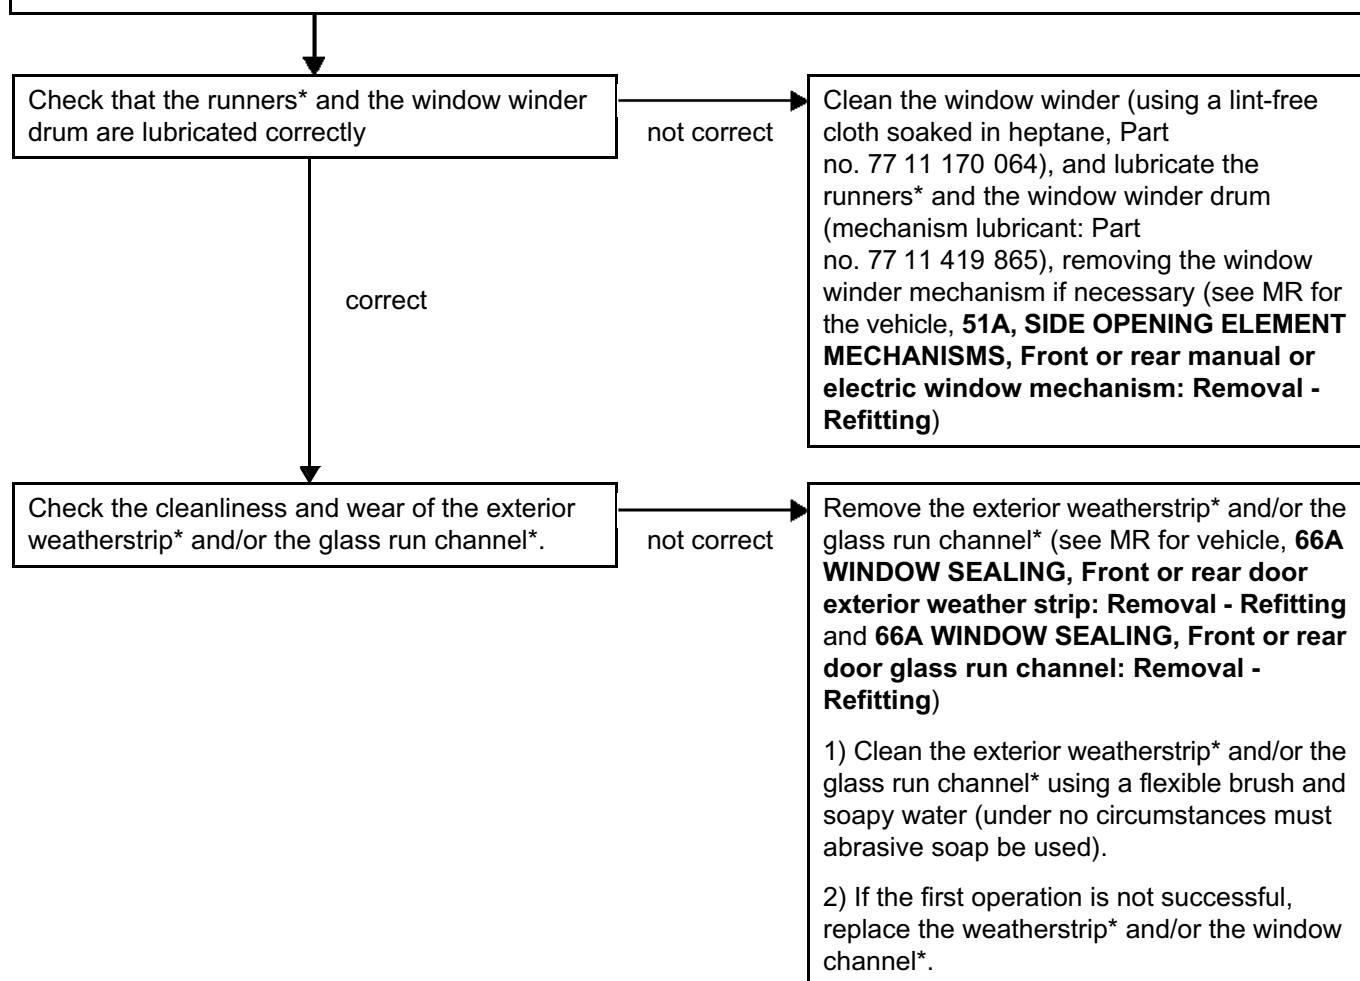 Check that the runners* and the window winder
drum are lubricated correctly
not correct
Clean the window winder (using a lint-free
cloth soaked in heptane, Part
no. 77 11 170 064), and lubricate the
runners* and the window winder drum
(mechanism lubricant: Part
no. 77 11 419 865), removing the window
winder mechanism if necessary (see MR for
the vehicle, 51A, SIDE OPENING ELEMENT
MECHANISMS, Front or rear manual or
electric window mechanism: Removal -
Refitting)
correct
Check the cleanliness and wear of the exterior
weatherstrip* and/or the glass run channel*.
not correct
Remove the exterior weatherstrip* and/or the
glass run channel* (see MR for vehicle, 66A
WINDOW SEALING, Front or rear door
exterior weather strip: Removal - Refitting
and 66A WINDOW SEALING, Front or rear
door glass run channel: Removal -
Refitting)
1) Clean the exterior weatherstrip* and/or the
glass run channel* using a flexible brush and
soapy water (under no circumstances must
abrasive soap be used).
2) If the first operation is not successful,
replace the weatherstrip* and/or the window
channel*.